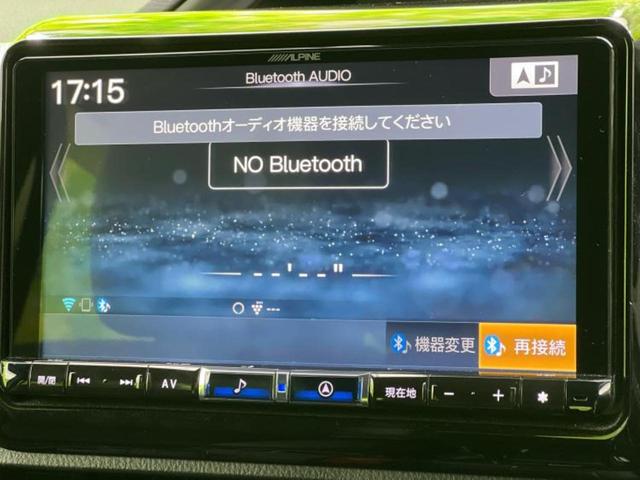 ALPINE
Bluetooth AUDIO
17:15
Bluetoothオーディオ機器を接続してください
NO Bluetooth
--'--"
---
機器変更
再接続
開/閉
AV
現在地
− +